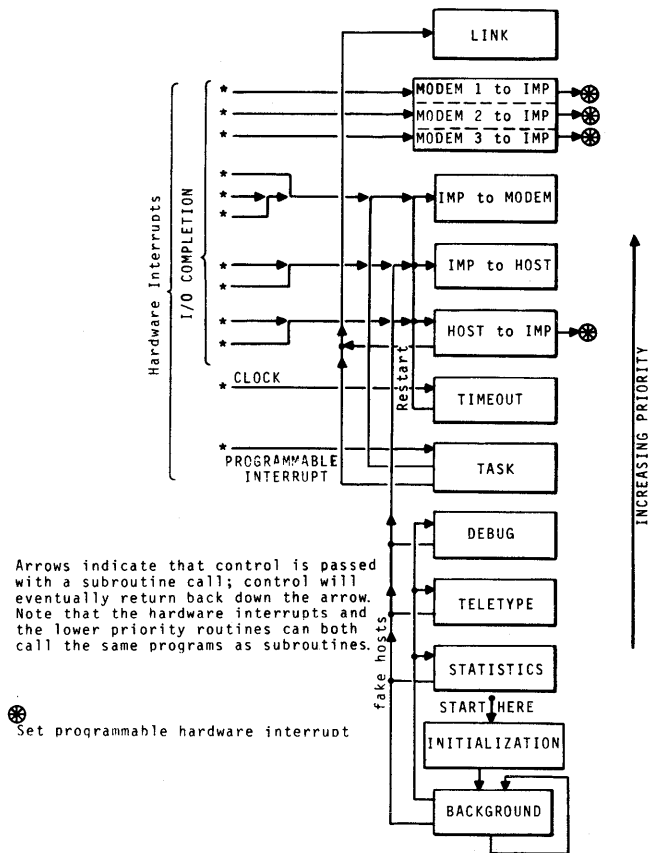 LINK
MODEM 1 to IMP
MODEM 2 to IMP
MODEM 3 to IMP
IMP to MODEM
IMP to HOST
HOST to IMP
TIMEOUT
TASK
DEBUG
TELETYPE
STATISTICS
START HERE
INITIALIZATION
BACKGROUND
Hardware Interrupts
I/O COMPLETION
* 
*
*
*
*
*
*
*
*
*
* CLOCK
*
PROGRAMMABLE
INTERRUPT
Restart
fake hosts
INCREASING PRIORITY
Arrows indicate that control is passed
with a subroutine call; control will
eventually return back down the arrow.
Note that the hardware interrupts and
the lower priority routines can both
call the same programs as subroutines.
Set programmable hardware interrupt